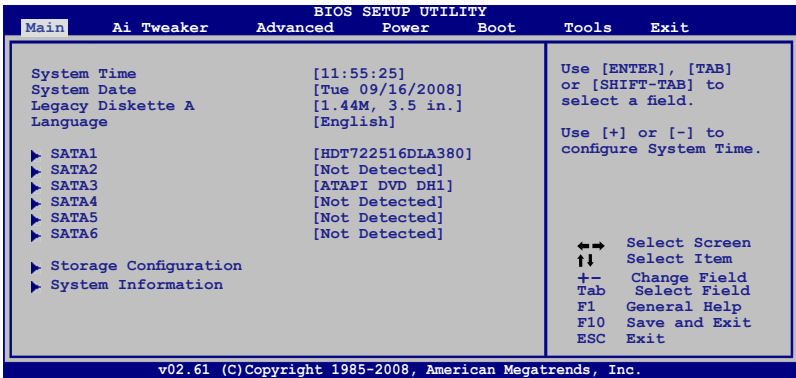 BIOS SETUP UTILITY
Main Ai Tweaker Advanced Power Boot Tools Exit
System Time [11:55:25]
System Date [Tue 09/16/2008]
Legacy Diskette A [1.44M, 3.5 in.]
Language [English]
SATA1 [HDT722516DLA380]
SATA2 [Not Detected]
SATA3 [ATAPI DVD DH1]
SATA4 [Not Detected]
SATA5 [Not Detected]
SATA6 [Not Detected]
Storage Configuration
System Information
Use [ENTER], [TAB]
or [SHIFT-TAB] to
select a field.
Use [+] or [-] to
configure System Time.
Select Screen
Select Item
+- Change Field
Tab Select Field
F1 General Help
F10 Save and Exit
ESC Exit
v02.61 (C)Copyright 1985-2008, American Megatrends, Inc.